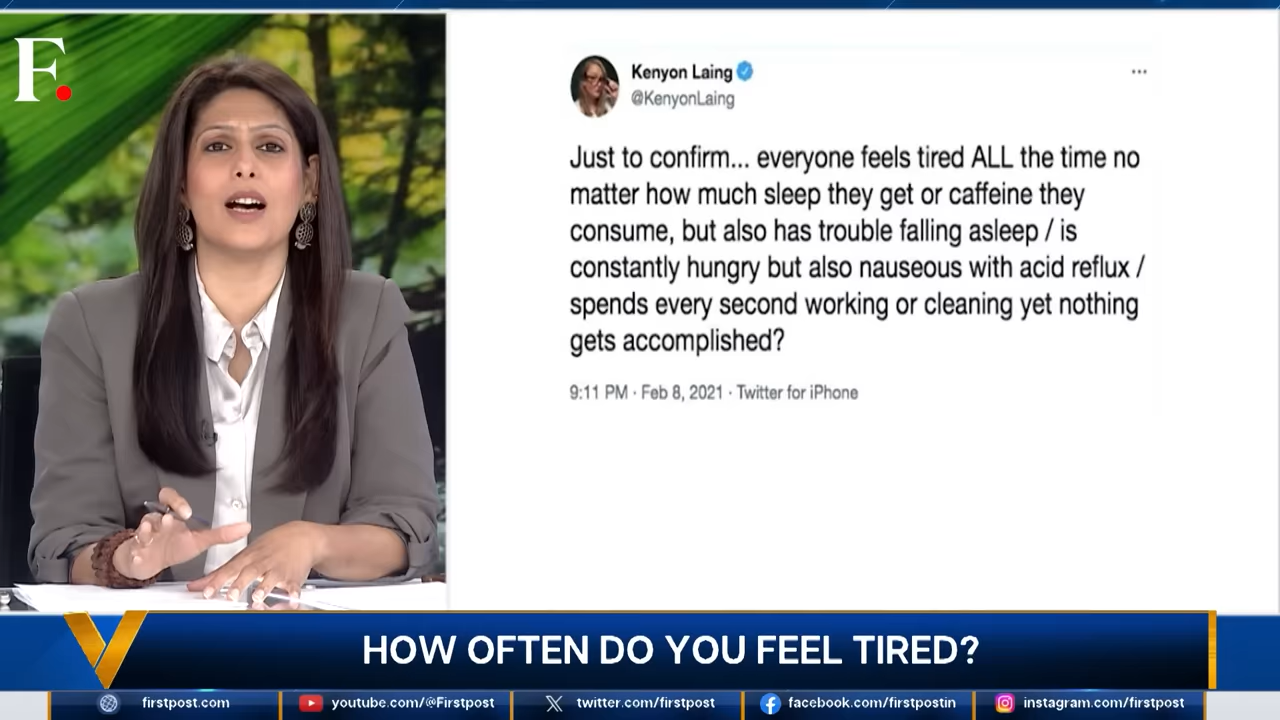 F.
Kenyon Laing
@KenyonLaing
Just to confirm... everyone feels tired ALL the time no
matter how much sleep they get or caffeine they
consume, but also has trouble falling asleep / is
constantly hungry but also nauseous with acid reflux /
spends every second working or cleaning yet nothing
gets accomplished?
9:11 PM · Feb 8, 2021 · Twitter for iPhone
V
HOW OFTEN DO YOU FEEL TIRED?
firstpost.com
youtube.com/@Firstpost
twitter.com/firstpost
facebook.com/firstpostin
instagram.com/firstpost